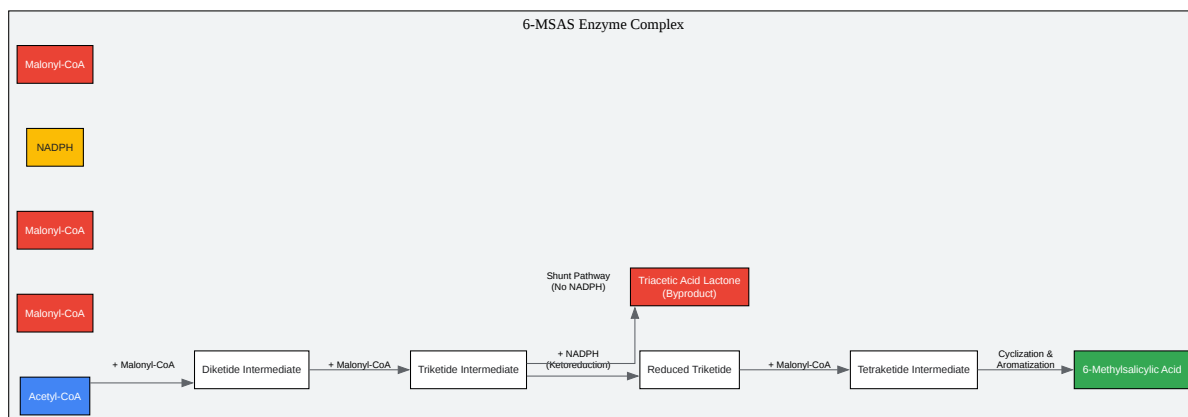 6-MSAS Enzyme Complex
Malonyl-CoA
NADPH
Malonyl-CoA
Malonyl-CoA
Acetyl-CoA
+ Malonyl-CoA
Diketide Intermediate
+ Malonyl-CoA
Triketide Intermediate
Shunt Pathway
(No NADPH)
Triacetic Acid Lactone
(Byproduct)
+ NADPH
(Ketoreduction)
Reduced Triketide
+ Malonyl-CoA
Tetraketide Intermediate
Cyclization &
Aromatization
6-Methylsalicylic Acid